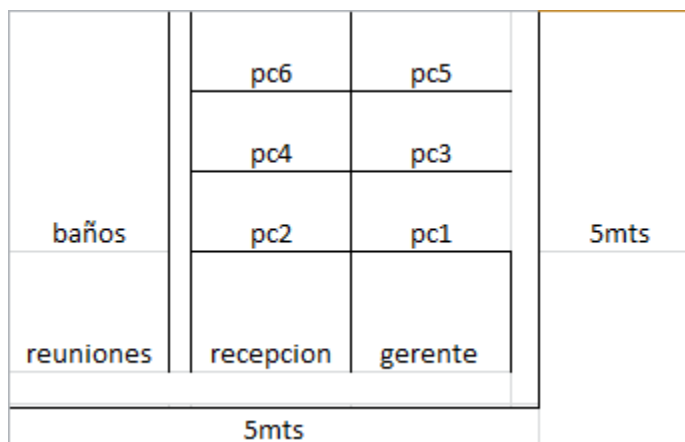 pc6 pc5
pc4 pc3
baños pc2 pc1 5mts
reuniones recepcion gerente
5mts